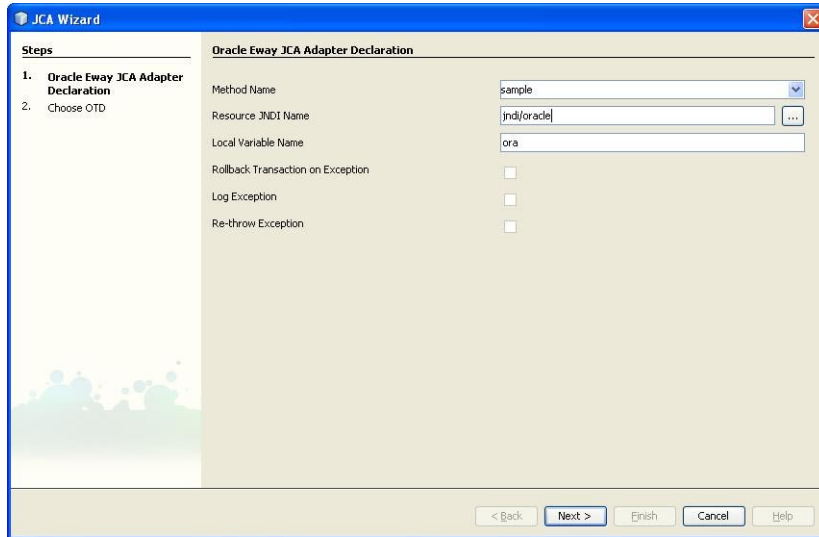 JCA Wizard
Steps
1. Oracle Eway JCA Adapter
Declaration
2. Choose OTD
Oracle Eway JCA Adapter Declaration
Method Name sample
Resource JNDI Name jndi/oracle ...
Local Variable Name ora
Rollback Transaction on Exception
Log Exception
Re-throw Exception
< Back Next > Finish Cancel Help